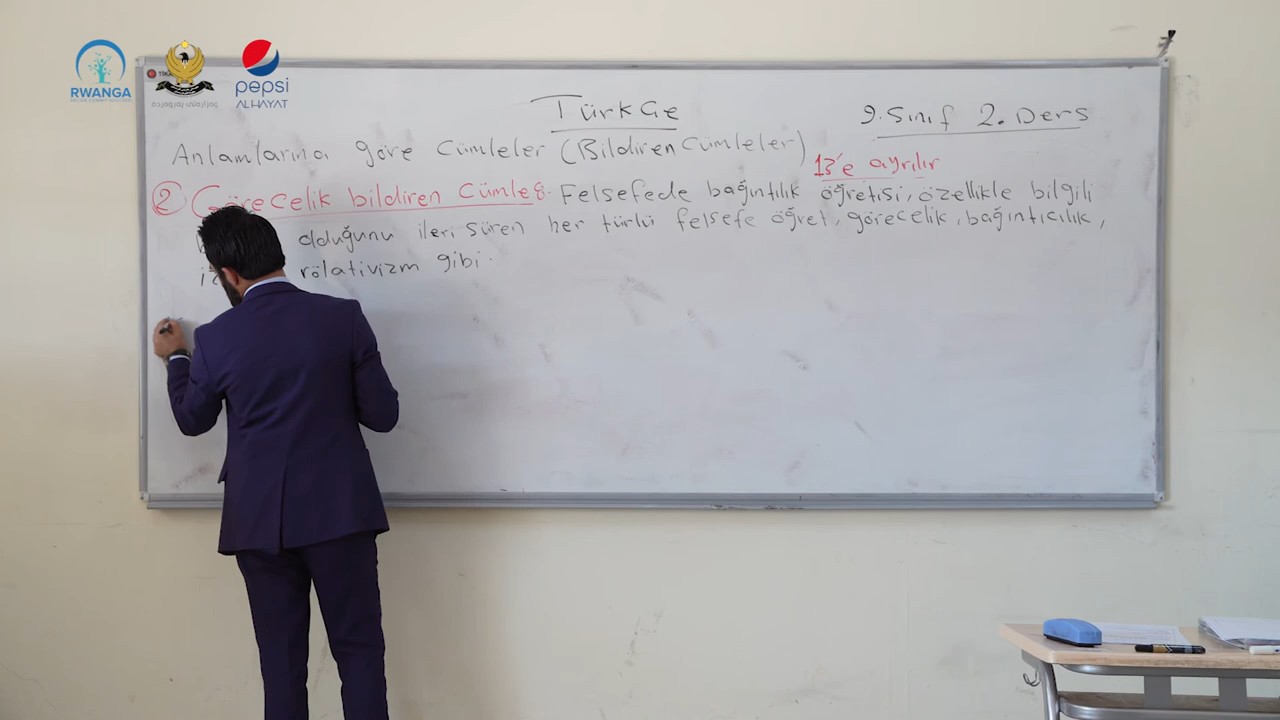 RWANGA
pepsi
ALHAYAT
TürkÇe
9. Sınıf 2. Ders
Anlamlarına göre Cümleler (Bildiren Cümleler)
13'e ayrılır
2 Görecelik bildiren Cümleg. Felsefede bağıntılık öğretisi, özellikle bilgili
olduğunu ileri süren her türlü felsefe öğret, görecelik, bağıntıcılık,
rölativizm gibi.